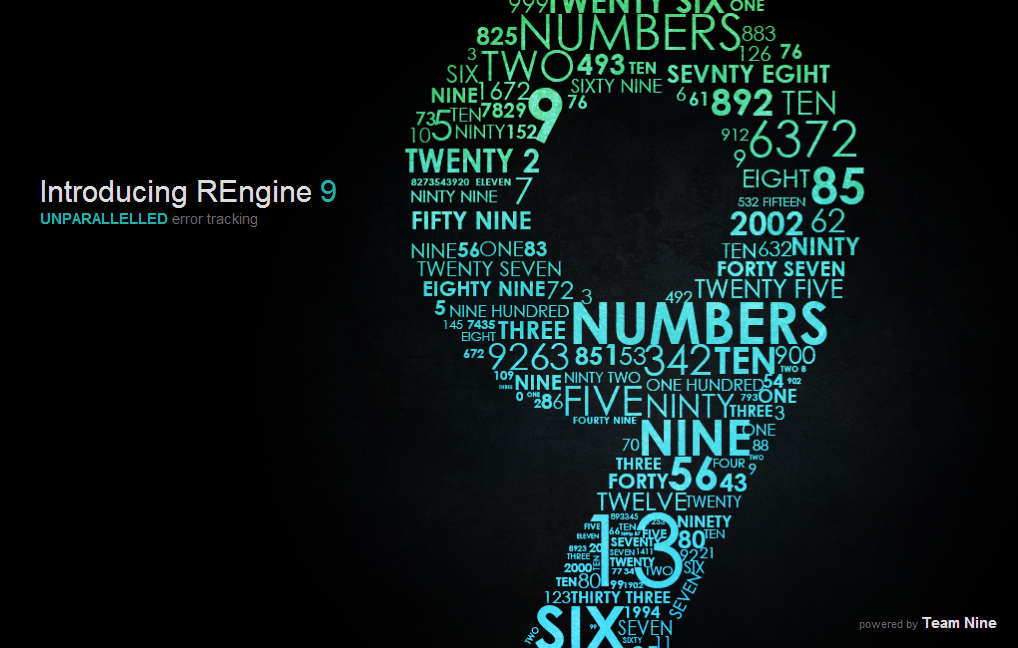 999 TWENTY SIX ONE
825 NUMBERS 883
3 126 76
SIX TWO 493 TEN SEVNTY EGIHT
SIXTY NINE
NINE 1672 9 76 6 61 892 TEN
73 TEN 7829
10 5 NINTY 152 912 6372
9
TWENTY 2
EIGHT 85
8273543920 ELEVEN 7
Introducing REngine 9
NINTY NINE 532 FIFTEEN
UNPARALLELLED error tracking
FIFTY NINE 2002 62
NINE 56 ONE 83 TEN 632 NINTY
TWENTY SEVEN FORTY SEVEN
EIGHTY NINE 72 3 492 TWENTY FIVE
5 NINE HUNDRED NUMBERS
145 7435 THREE
EIGHT
672 9263 851 153 342 TEN 900
TWO 8
109 NINE NINTY TWO ONE HUNDRED 54 902
THREE
0 ONE 286 FIVE NINTY 793 ONE
THREE 3
FOURTY NINE
70 NINE ONE
88
THREE 56 FOUR TWO
9
FORTY 43
TWELVE TWENTY
893345
FIVE 66 TEN 253 NINETY
ELEVEN 13 FIVE 80 TEN
SEVENTY
8923 20 SEVEN 1411 9221
THREE TEN TWENTY
2000 77 34 TWO SIX
TEN 80 991902
123 THIRTY THREE SEVEN
SIX 1994
TWO 99 SEVEN
SIXTY 11
powered by Team Nine